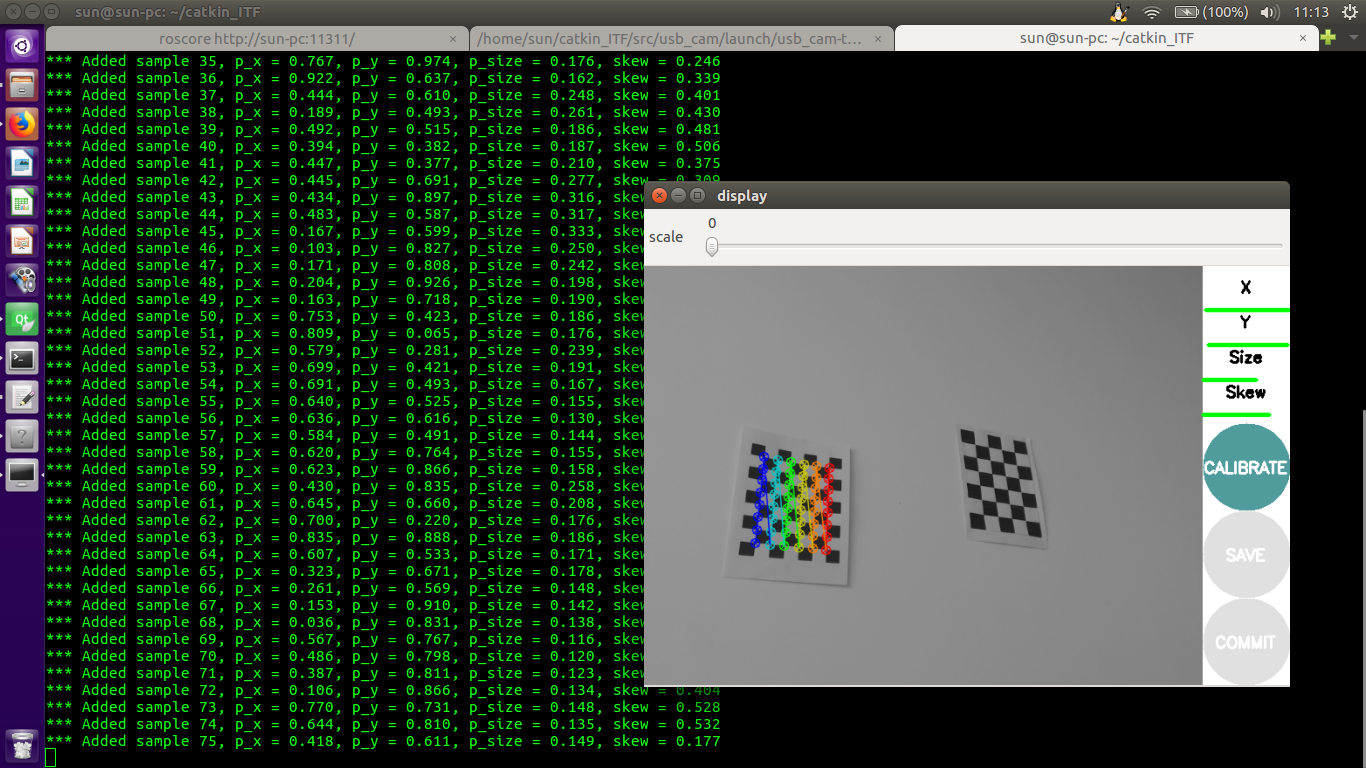 sun@sun-pc: ~/catkin_ITF
(100%)
11:13
roscore http://sun-pc:11311/
/home/sun/catkin_ITF/src/usb_cam/launch/usb_cam-t...
sun@sun-pc: ~/catkin_ITF
*** Added sample 35, p_x = 0.767, p_y = 0.974, p_size = 0.176, skew = 0.246
*** Added sample 36, p_x = 0.922, p_y = 0.637, p_size = 0.162, skew = 0.339
*** Added sample 37, p_x = 0.444, p_y = 0.610, p_size = 0.248, skew = 0.401
*** Added sample 38, p_x = 0.189, p_y = 0.493, p_size = 0.261, skew = 0.430
*** Added sample 39, p_x = 0.492, p_y = 0.515, p_size = 0.186, skew = 0.481
*** Added sample 40, p_x = 0.394, p_y = 0.382, p_size = 0.187, skew = 0.506
*** Added sample 41, p_x = 0.447, p_y = 0.377, p_size = 0.210, skew = 0.375
*** Added sample 42, p_x = 0.445, p_y = 0.691, p_size = 0.277, skew = 0.309
*** Added sample 43, p_x = 0.434, p_y = 0.897, p_size = 0.316, skew
*** Added sample 44, p_x = 0.483, p_y = 0.587, p_size = 0.317, skew
*** Added sample 45, p_x = 0.167, p_y = 0.599, p_size = 0.333, skew
*** Added sample 46, p_x = 0.103, p_y = 0.827, p_size = 0.250, skew
*** Added sample 47, p_x = 0.171, p_y = 0.808, p_size = 0.242, skew
*** Added sample 48, p_x = 0.204, p_y = 0.926, p_size = 0.198, skew
*** Added sample 49, p_x = 0.163, p_y = 0.718, p_size = 0.190, skew
*** Added sample 50, p_x = 0.753, p_y = 0.423, p_size = 0.186, skew
*** Added sample 51, p_x = 0.809, p_y = 0.065, p_size = 0.176, skew
*** Added sample 52, p_x = 0.579, p_y = 0.281, p_size = 0.239, skew
*** Added sample 53, p_x = 0.699, p_y = 0.421, p_size = 0.191, skew
*** Added sample 54, p_x = 0.691, p_y = 0.493, p_size = 0.167, skew
*** Added sample 55, p_x = 0.640, p_y = 0.525, p_size = 0.155, skew
*** Added sample 56, p_x = 0.636, p_y = 0.616, p_size = 0.130, skew
*** Added sample 57, p_x = 0.584, p_y = 0.491, p_size = 0.144, skew
*** Added sample 58, p_x = 0.620, p_y = 0.764, p_size = 0.155, skew
*** Added sample 59, p_x = 0.623, p_y = 0.866, p_size = 0.158, skew
*** Added sample 60, p_x = 0.430, p_y = 0.835, p_size = 0.258, skew
*** Added sample 61, p_x = 0.645, p_y = 0.660, p_size = 0.208, skew
*** Added sample 62, p_x = 0.700, p_y = 0.220, p_size = 0.176, skew
*** Added sample 63, p_x = 0.835, p_y = 0.888, p_size = 0.186, skew
*** Added sample 64, p_x = 0.607, p_y = 0.533, p_size = 0.171, skew
*** Added sample 65, p_x = 0.323, p_y = 0.671, p_size = 0.178, skew
*** Added sample 66, p_x = 0.261, p_y = 0.569, p_size = 0.148, skew
*** Added sample 67, p_x = 0.153, p_y = 0.910, p_size = 0.142, skew
*** Added sample 68, p_x = 0.036, p_y = 0.831, p_size = 0.138, skew
*** Added sample 69, p_x = 0.567, p_y = 0.767, p_size = 0.116, skew
*** Added sample 70, p_x = 0.486, p_y = 0.798, p_size = 0.120, skew
*** Added sample 71, p_x = 0.387, p_y = 0.811, p_size = 0.123, skew
*** Added sample 72, p_x = 0.106, p_y = 0.866, p_size = 0.134, skew = 0.404
*** Added sample 73, p_x = 0.770, p_y = 0.731, p_size = 0.148, skew = 0.528
*** Added sample 74, p_x = 0.644, p_y = 0.810, p_size = 0.135, skew = 0.532
*** Added sample 75, p_x = 0.418, p_y = 0.611, p_size = 0.149, skew = 0.177
display
0
scale
X
Y
Size
Skew
CALIBRATE
SAVE
COMMIT
Qt